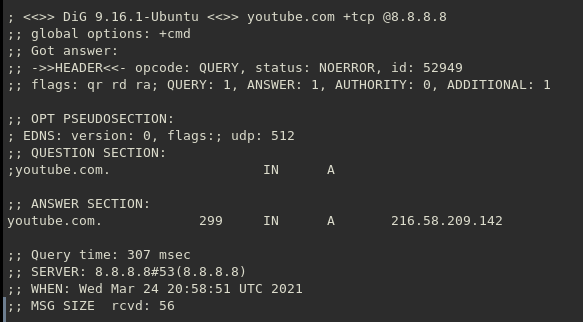 ; <<>> DiG 9.16.1-Ubuntu <<>> youtube.com +tcp @8.8.8.8
;; global options: +cmd
;; Got answer:
;; ->>HEADER<<- opcode: QUERY, status: NOERROR, id: 52949
;; flags: qr rd ra; QUERY: 1, ANSWER: 1, AUTHORITY: 0, ADDITIONAL: 1
;; OPT PSEUDOSECTION:
; EDNS: version: 0, flags:; udp: 512
;; QUESTION SECTION:
;youtube.com. IN A
;; ANSWER SECTION:
youtube.com. 299 IN A 216.58.209.142
;; Query time: 307 msec
;; SERVER: 8.8.8.8#53(8.8.8.8)
;; WHEN: Wed Mar 24 20:58:51 UTC 2021
;; MSG SIZE rcvd: 56